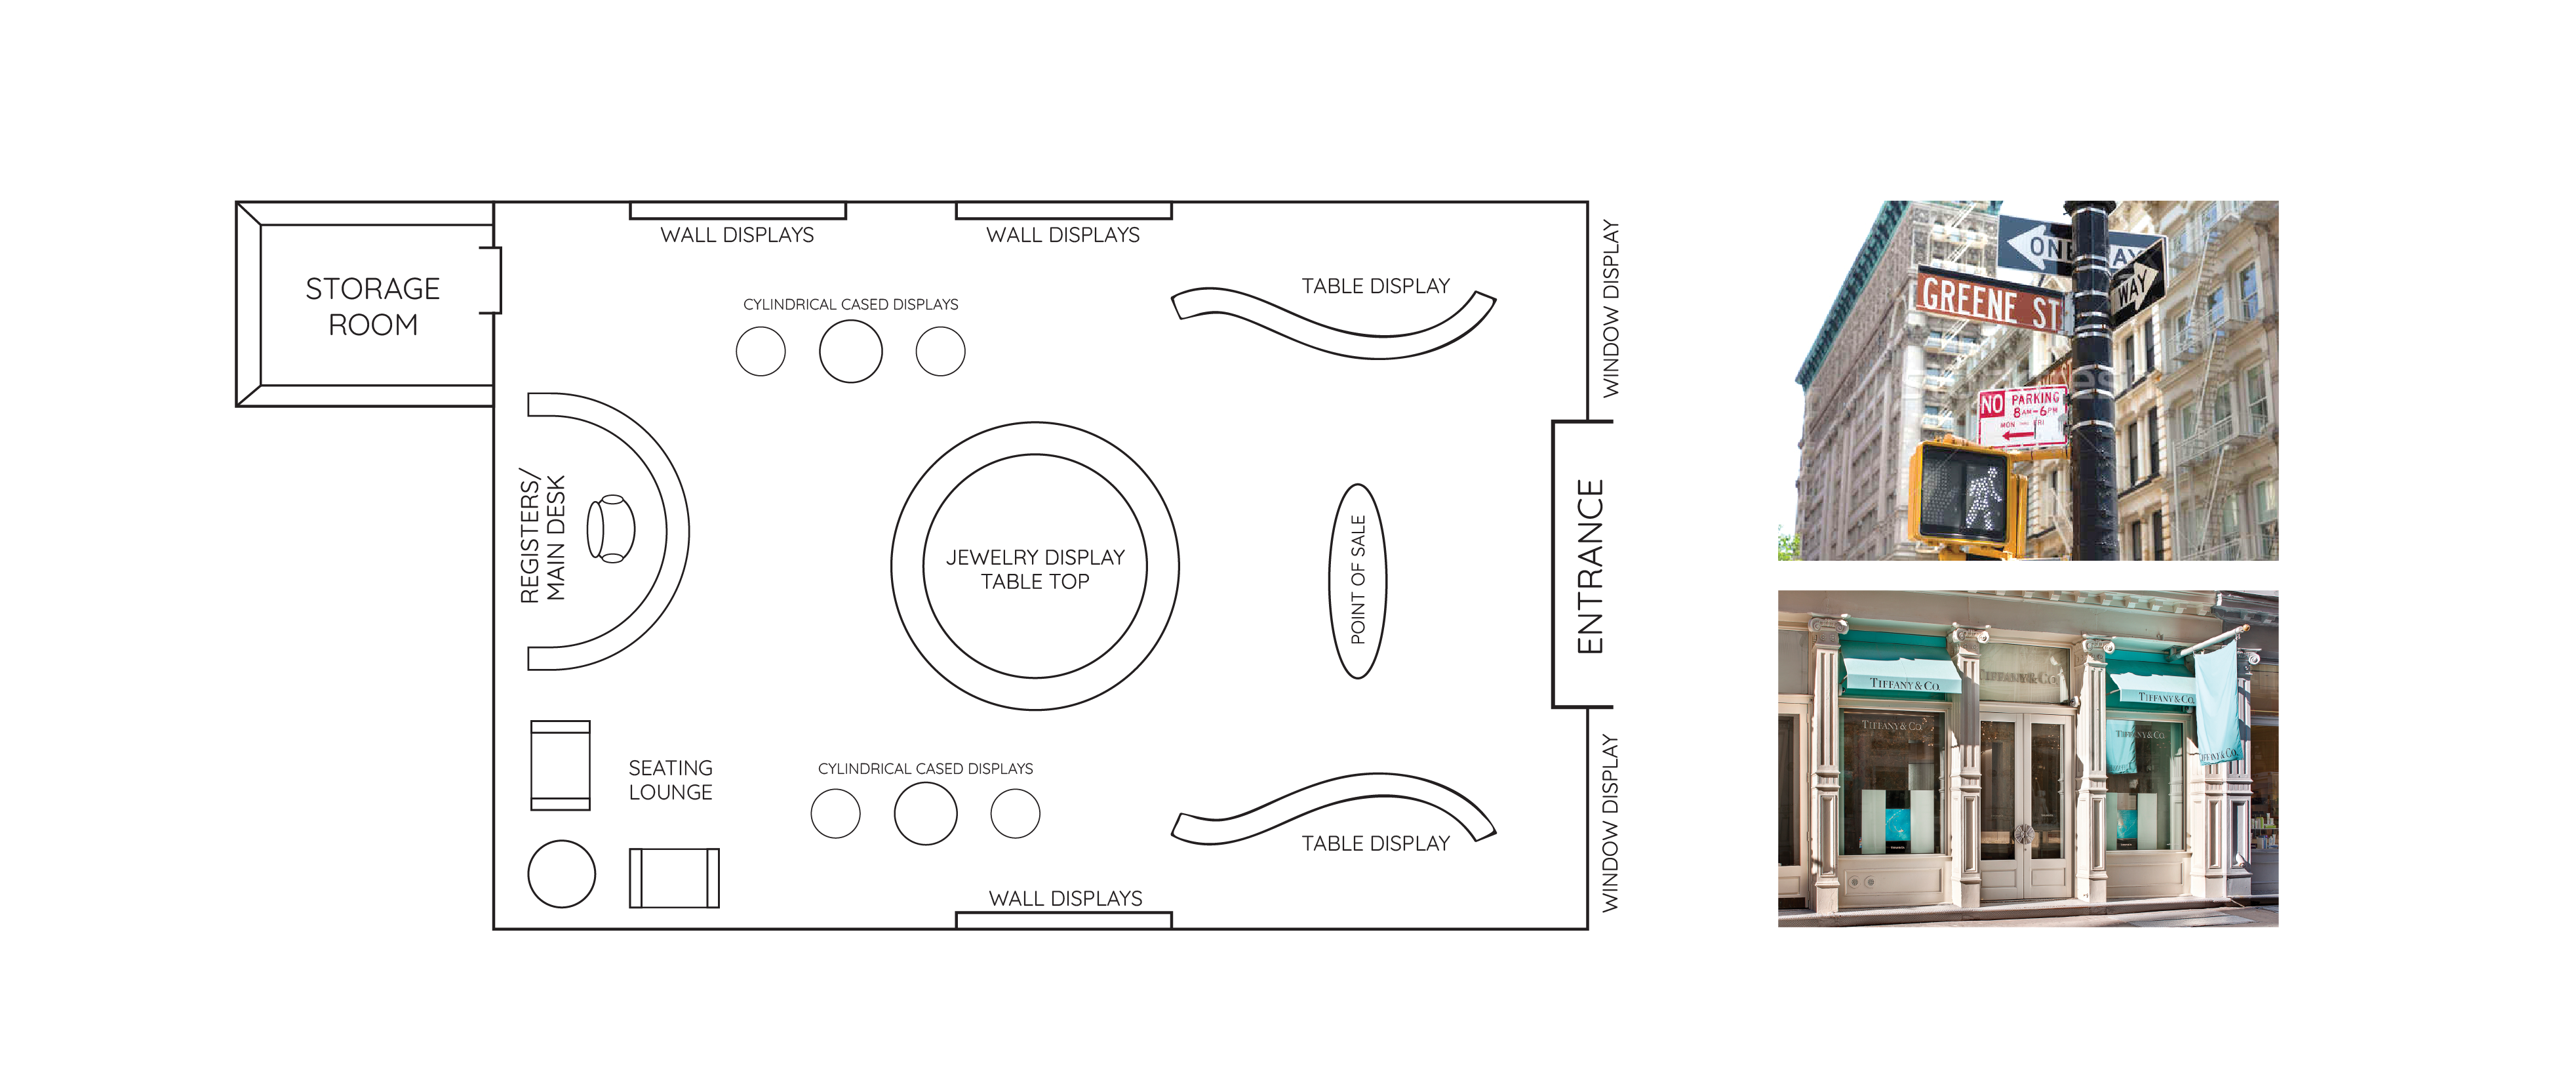 STORAGE
ROOM
WALL DISPLAYS
WALL DISPLAYS
CYLINDRICAL CASED DISPLAYS
TABLE DISPLAY
WINDOW DISPLAY
REGISTERS/
MAIN DESK
JEWELRY DISPLAY
TABLE TOP
POINT OF SALE
ENTRANCE
SEATING
LOUNGE
CYLINDRICAL CASED DISPLAYS
TABLE DISPLAY
WALL DISPLAYS
WINDOW DISPLAY
ONE
WAY
GREENE ST
NO PARKING
8AM-6PM
MON FRI
TIFFANY & CO.
TIFFANY & CO.
TIFFANY & CO.
TIFFANY & CO.
TIFFANY & CO.
TIFFANY & CO.